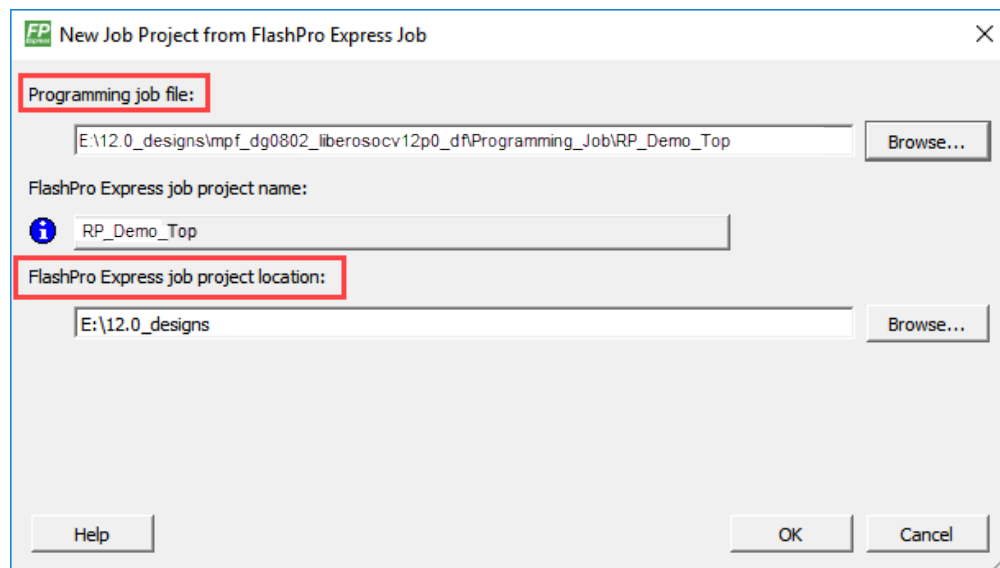 FP Express New Job Project from FlashPro Express Job
Programming job file:
E:\12.0_designs\mpf_dg0802_liberosocv12p0_df\Programming_Job\RP_Demo_Top
Browse...
FlashPro Express job project name:
RP_Demo_Top
FlashPro Express job project location:
E:\12.0_designs
Browse...
Help
OK
Cancel